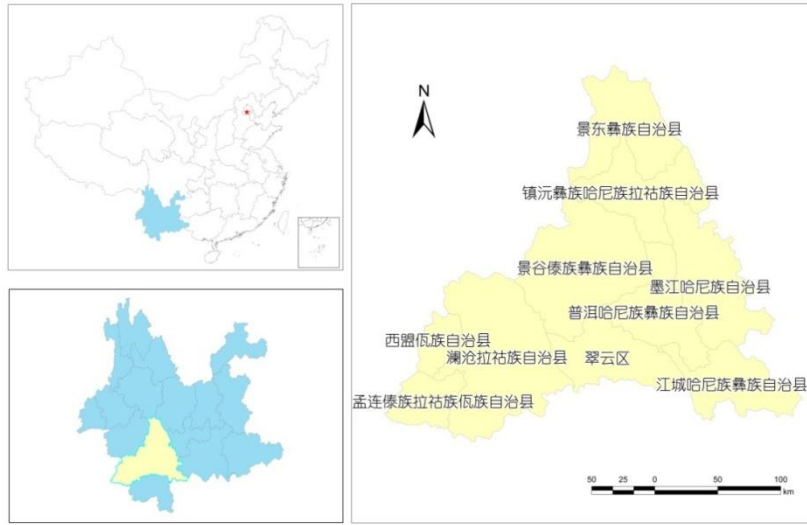 N
景东彝族自治县
镇沅彝族哈尼族拉祜族自治县
景谷傣族彝族自治县
墨江哈尼族自治县
普洱哈尼族彝族自治县
西盟佤族自治县
澜沧拉祜族自治县
翠云区
江城哈尼族彝族自治县
孟连傣族拉祜族佤族自治县
50 25 0 50 100
km